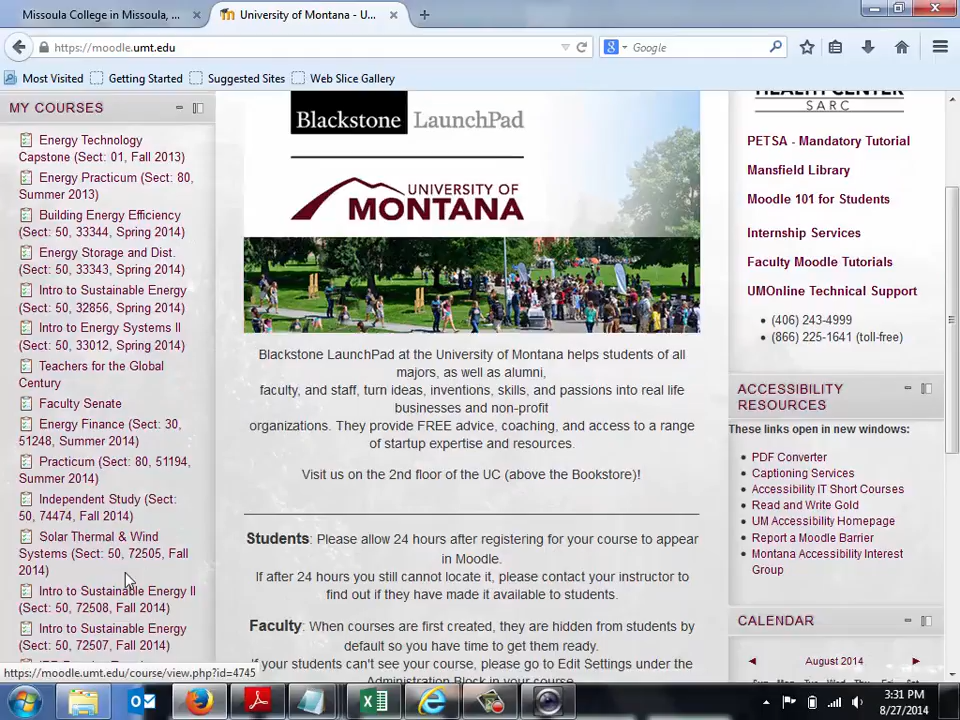 Missoula College in Missoula, ...
University of Montana - U...
https://moodle.umt.edu
Google
Most Visited
Getting Started
Suggested Sites
Web Slice Gallery
MY COURSES
Energy Technology
Capstone (Sect: 01, Fall 2013)
Energy Practicum (Sect: 80,
Summer 2013)
Building Energy Efficiency
(Sect: 50, 33344, Spring 2014)
Energy Storage and Dist.
(Sect: 50, 33343, Spring 2014)
Intro to Sustainable Energy
(Sect: 50, 32856, Spring 2014)
Intro to Energy Systems II
(Sect: 50, 33012, Spring 2014)
Teachers for the Global
Century
Faculty Senate
Energy Finance (Sect: 30,
51248, Summer 2014)
Practicum (Sect: 80, 51194,
Summer 2014)
Independent Study (Sect:
50, 74474, Fall 2014)
Solar Thermal & Wind
Systems (Sect: 50, 72505, Fall
2014)
Intro to Sustainable Energy II
(Sect: 50, 72508, Fall 2014)
Intro to Sustainable Energy
(Sect: 50, 72507, Fall 2014)
https://moodle.umt.edu/course/view.php?id=4745
Blackstone LaunchPad
UNIVERSITY OF
MONTANA
Blackstone LaunchPad at the University of Montana helps students of all
majors, as well as alumni,
faculty, and staff, turn ideas, inventions, skills, and passions into real life
businesses and non-profit
organizations. They provide FREE advice, coaching, and access to a range
of startup expertise and resources.
Visit us on the 2nd floor of the UC (above the Bookstore)!
Students: Please allow 24 hours after registering for your course to appear
in Moodle.
If after 24 hours you still cannot locate it, please contact your instructor to
find out if they have made it available to students.
Faculty: When courses are first created, they are hidden from students by
default so you have time to get them ready.
If your students can't see your course, please go to Edit Settings under the
Administration Block in your course.
HEALTH CENTER
SARC
PETSA - Mandatory Tutorial
Mansfield Library
Moodle 101 for Students
Internship Services
Faculty Moodle Tutorials
UMOnline Technical Support
(406) 243-4999
(866) 225-1641 (toll-free)
ACCESSIBILITY
RESOURCES
These links open in new windows:
PDF Converter
Captioning Services
Accessibility IT Short Courses
Read and Write Gold
UM Accessibility Homepage
Report a Moodle Barrier
Montana Accessibility Interest
Group
CALENDAR
August 2014
Sun Mon Tue Wed Thu Fri Sat
3:31 PM
8/27/2014